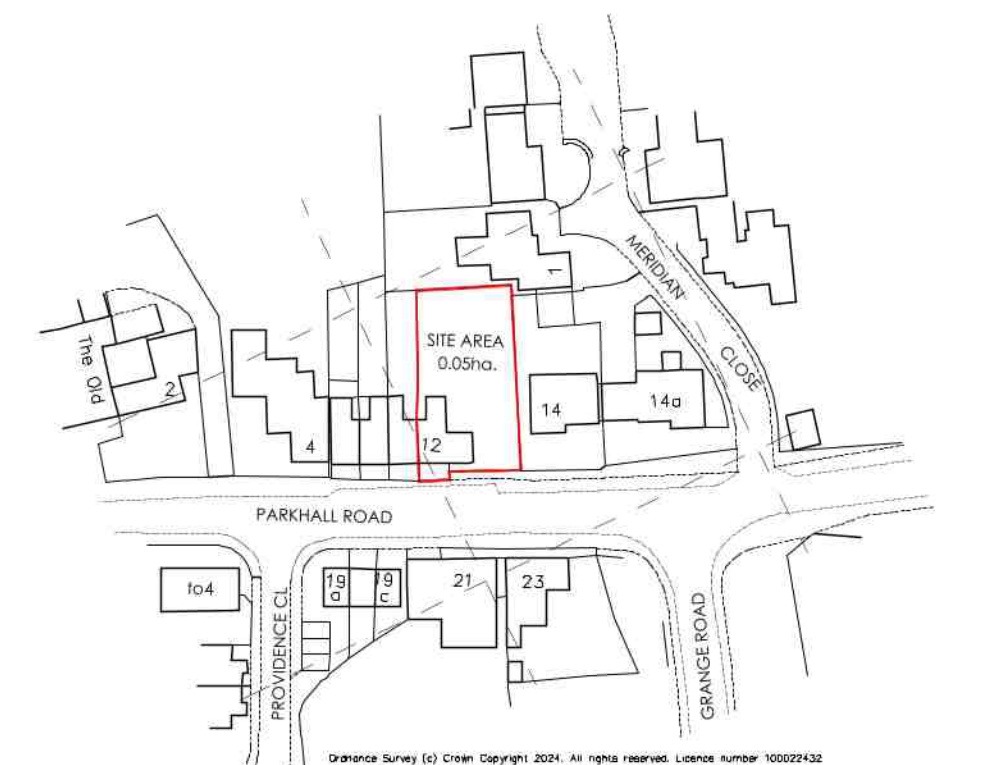 1
MERIDIAN
CLOSE
SITE AREA
0.05ha.
The Old
2
4
12
14
14a
PARKHALL ROAD
to4
19
a
19
c
21
23
PROVIDENCE CL
GRANGE ROAD
Ordnance Survey (c) Crown Copyright 2024. All rights reserved. Licence number 100022432